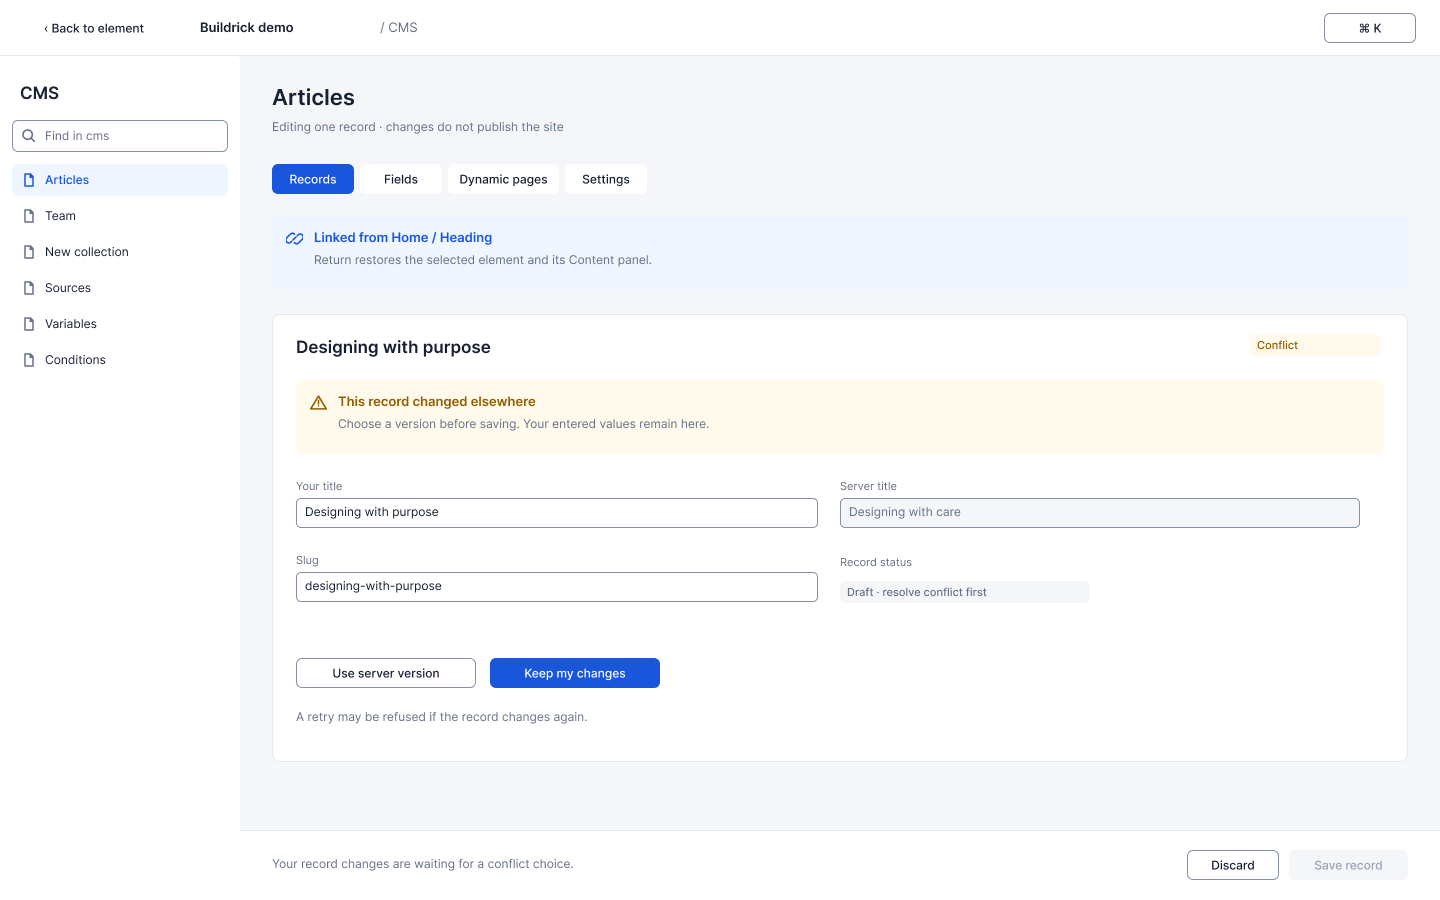 ‹ Back to element
Buildrick demo
/ CMS
⌘ K
CMS
Find in cms
Articles
Team
New collection
Sources
Variables
Conditions
Articles
Editing one record · changes do not publish the site
Records
Fields
Dynamic pages
Settings
Linked from Home / Heading
Return restores the selected element and its Content panel.
Designing with purpose
Conflict
This record changed elsewhere
Choose a version before saving. Your entered values remain here.
Your title
Designing with purpose
Server title
Designing with care
Slug
designing-with-purpose
Record status
Draft · resolve conflict first
Use server version
Keep my changes
A retry may be refused if the record changes again.
Your record changes are waiting for a conflict choice.
Discard
Save record